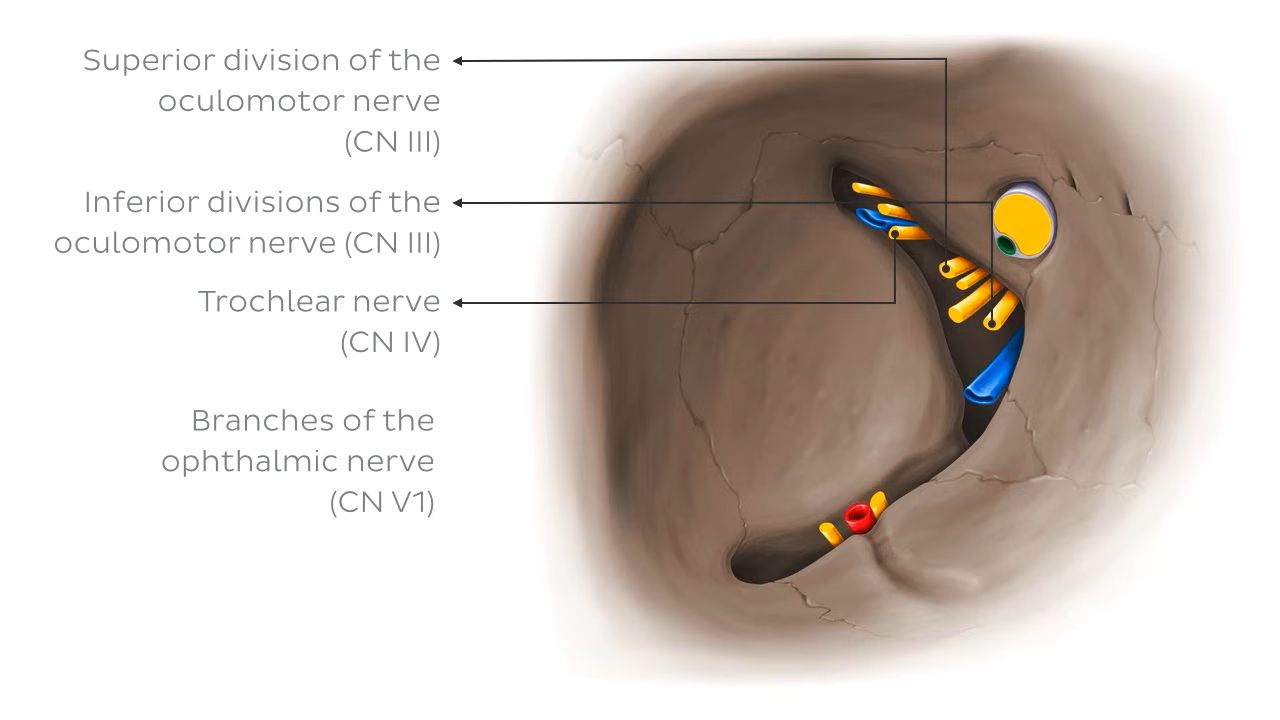 Superior division of the
oculomotor nerve
(CN III)
Inferior divisions of the
oculomotor nerve (CN III)
Trochlear nerve
(CN IV)
Branches of the
ophthalmic nerve
(CN V1)